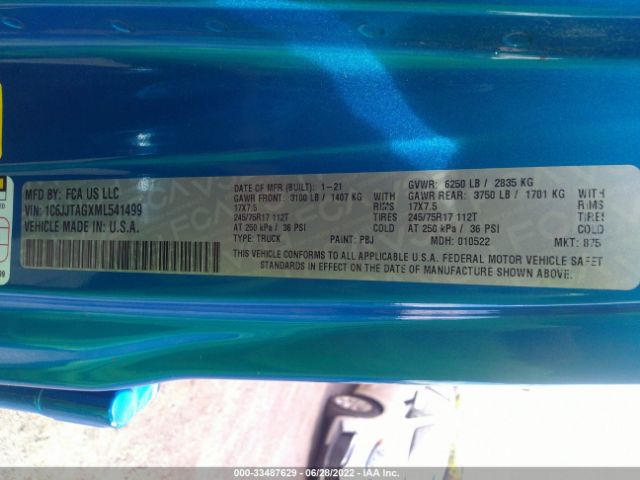 MFD BY: FCA US LLC
VIN: 1C6JJTAGXML541499
VEHICLE MADE IN: U.S.A.
DATE OF MFR (BUILT): 1-21
GAWR FRONT: 3100 LB / 1407 KG WITH
17X7.5 RIMS
245/75R17 112T TIRES
AT 250 kPa / 36 PSI COLD
TYPE: TRUCK PAINT: PBJ
GVWR: 6250 LB / 2835 KG
GAWR REAR: 3750 LB / 1701 KG WITH
17X7.5 RIMS
245/75R17 112T TIRES
AT 250 kPa / 36 PSI COLD
MDH: 010522 MKT: 875
THIS VEHICLE CONFORMS TO ALL APPLICABLE U.S.A. FEDERAL MOTOR VEHICLE SAFET
STANDARDS IN EFFECT ON THE DATE OF MANUFACTURE SHOWN ABOVE.
000-33487629 - 06/28/2022 - IAA Inc.